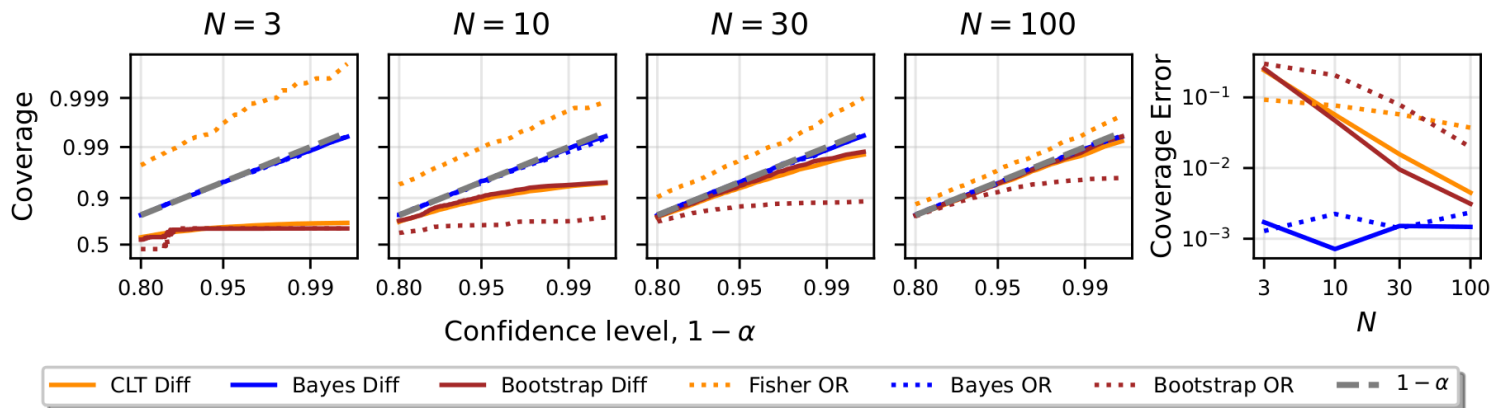 N = 3
N = 10
N = 30
N = 100
Coverage
0.999
0.99
0.9
0.5
0.80 0.95 0.99
0.80 0.95 0.99
0.80 0.95 0.99
0.80 0.95 0.99
Confidence level, 1 − α
Coverage Error
10⁻¹
10⁻²
10⁻³
3 10 30 100
N
CLT Diff Bayes Diff Bootstrap Diff Fisher OR Bayes OR Bootstrap OR 1 − α